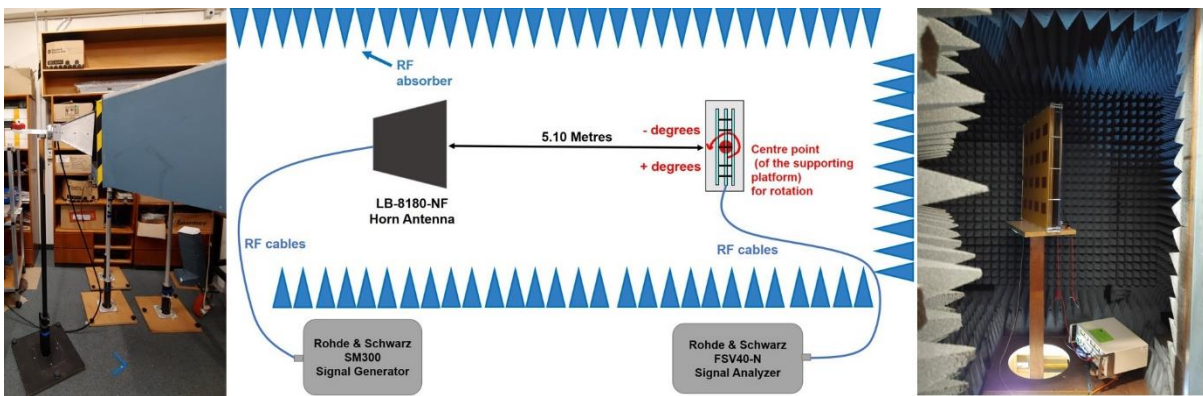 RF
absorber
5.10 Metres
- degrees
+ degrees
Centre point
(of the supporting
platform)
for rotation
LB-8180-NF
Horn Antenna
RF cables
RF cables
Rohde & Schwarz
SM300
Signal Generator
Rohde & Schwarz
FSV40-N
Signal Analyzer